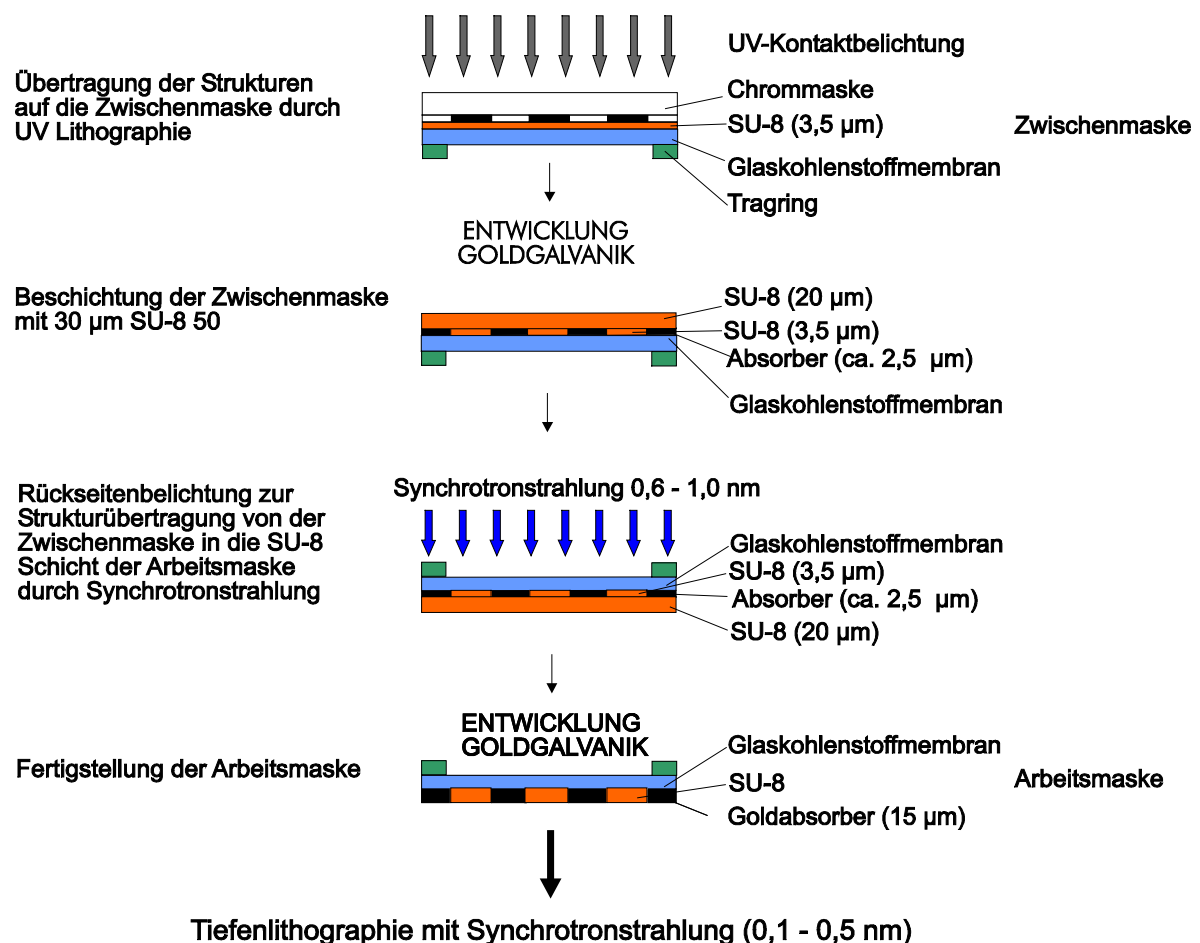 UV-Kontaktbelichtung
Übertragung der Strukturen
auf die Zwischenmaske durch
UV Lithographie
Chrommaske
SU-8 (3,5 µm)
Zwischenmaske
Glaskohlenstoffmembran
Tragring
ENTWICKLUNG
GOLDGALVANIK
Beschichtung der Zwischenmaske
mit 30 µm SU-8 50
SU-8 (20 µm)
SU-8 (3,5 µm)
Absorber (ca. 2,5 µm)
Glaskohlenstoffmembran
Rückseitenbelichtung zur
Strukturübertragung von der
Zwischenmaske in die SU-8
Schicht der Arbeitsmaske
durch Synchrotronstrahlung
Synchrotronstrahlung 0,6 - 1,0 nm
Glaskohlenstoffmembran
SU-8 (3,5 µm)
Absorber (ca. 2,5 µm)
SU-8 (20 µm)
ENTWICKLUNG
GOLDGALVANIK
Fertigstellung der Arbeitsmaske
Glaskohlenstoffmembran
SU-8
Goldabsorber (15 µm)
Arbeitsmaske
Tiefenlithographie mit Synchrotronstrahlung (0,1 - 0,5 nm)